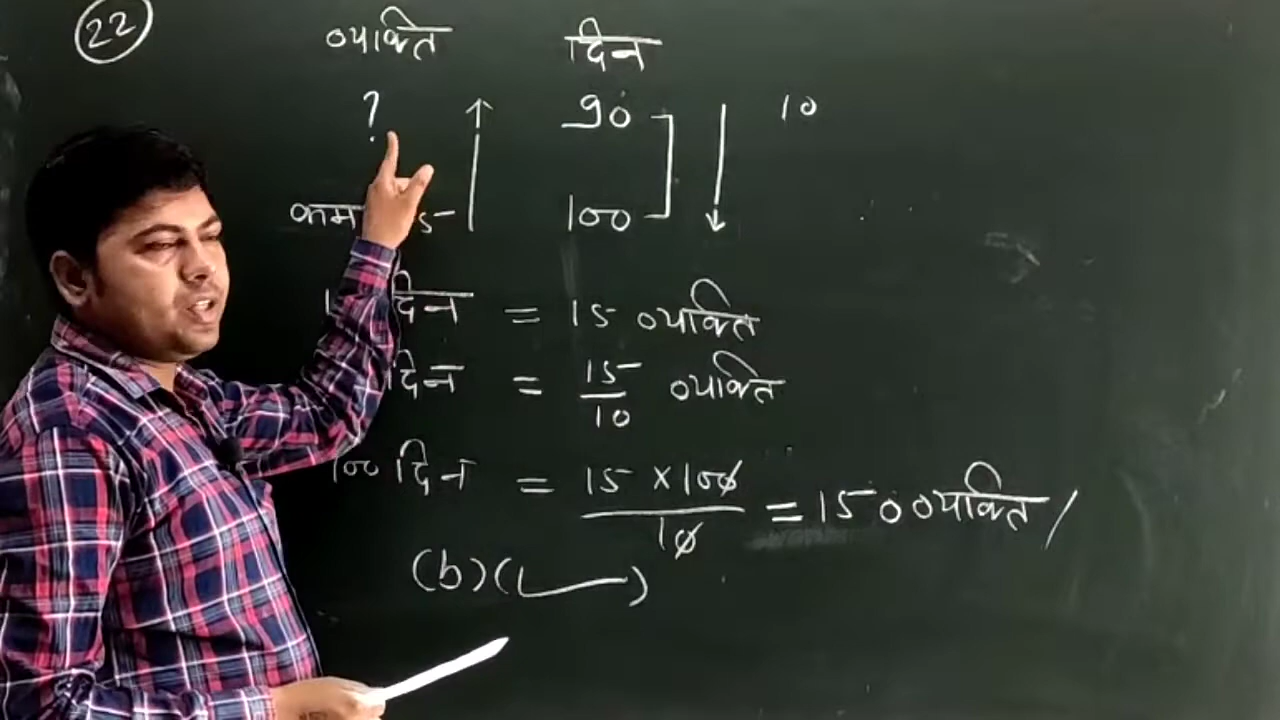 22
व्यक्ति दिन
? 90 10
कम 5 100
दिन = 15 व्यक्ति
दिन = 15/10 व्यक्ति
100 दिन = 15 × 100 / 10 = 150 व्यक्ति /
(b)